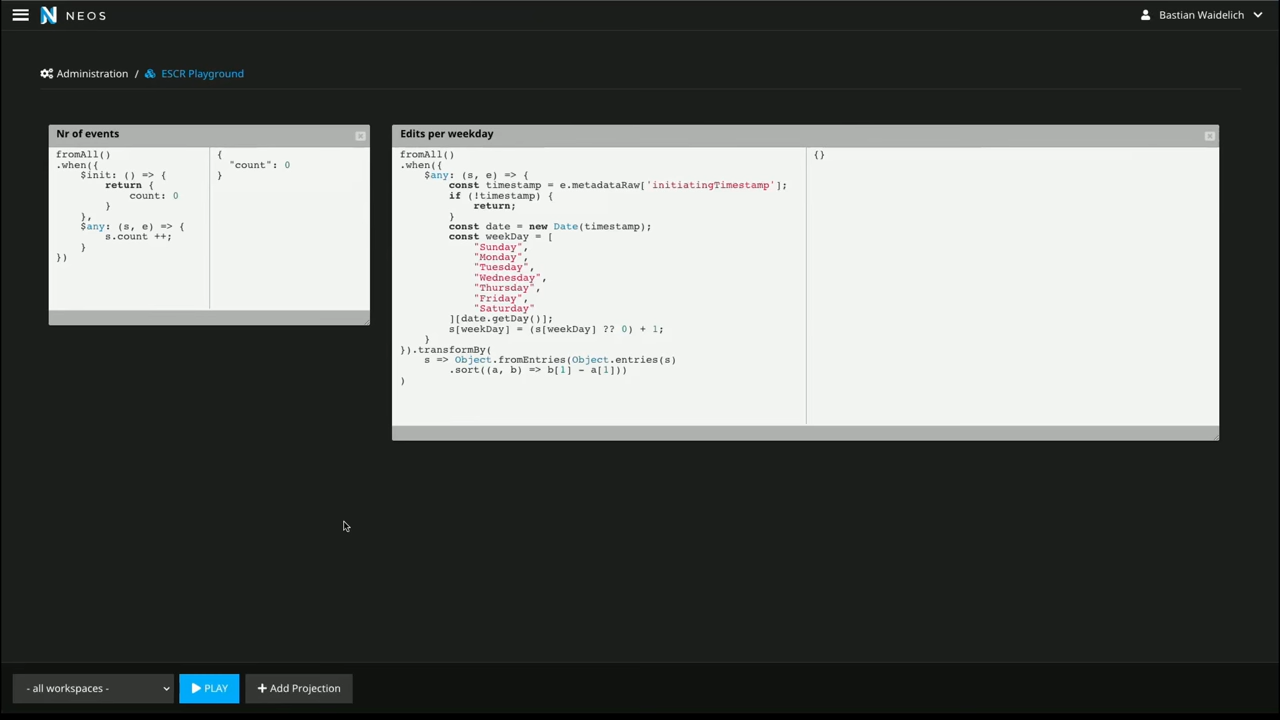 NEOS
Bastian Waidelich
Administration / ESCR Playground
Nr of events
fromAll()
.when({
    $init: () => {
        return {
            count: 0
        }
    },
    $any: (s, e) => {
        s.count ++;
    }
})
{
  "count": 0
}
Edits per weekday
fromAll()
.when({
    $any: (s, e) => {
        const timestamp = e.metadataRaw['initiatingTimestamp'];
        if (!timestamp) {
            return;
        }
        const date = new Date(timestamp);
        const weekDay = [
            "Sunday",
            "Monday",
            "Tuesday",
            "Wednesday",
            "Thursday",
            "Friday",
            "Saturday"
        ][date.getDay()];
        s[weekDay] = (s[weekDay] ?? 0) + 1;
    }
}).transformBy(
    s => Object.fromEntries(Object.entries(s)
        .sort((a, b) => b[1] - a[1]))
)
{}
- all workspaces -
PLAY
Add Projection